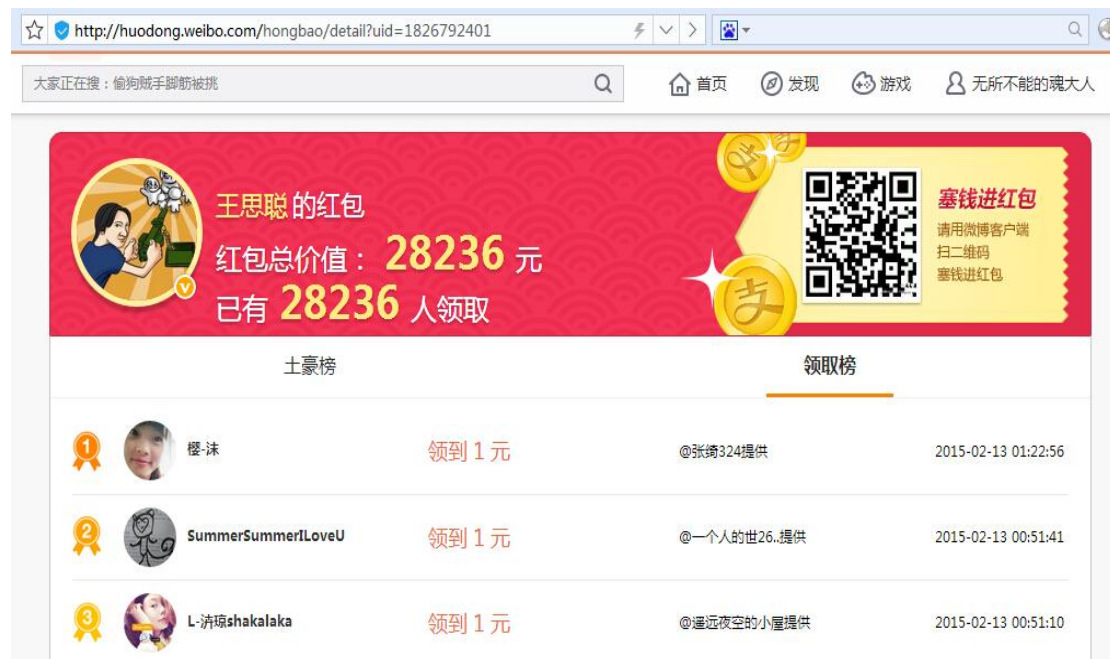 http://huodong.weibo.com/hongbao/detail?uid=1826792401
大家正在搜：偷狗贼手脚筋被挑
首页
发现
游戏
无所不能的魂大人
王思聪的红包
红包总价值：28236元
已有28236人领取
塞钱进红包
请用微博客户端
扫二维码
塞钱进红包
土豪榜
领取榜
1 樱-沫 领到1元 @张绮324提供 2015-02-13 01:22:56
2 SummerSummerILoveU 领到1元 @一个人的世26..提供 2015-02-13 00:51:41
3 L-洴琼shakalaka 领到1元 @遥远夜空的小屋提供 2015-02-13 00:51:10